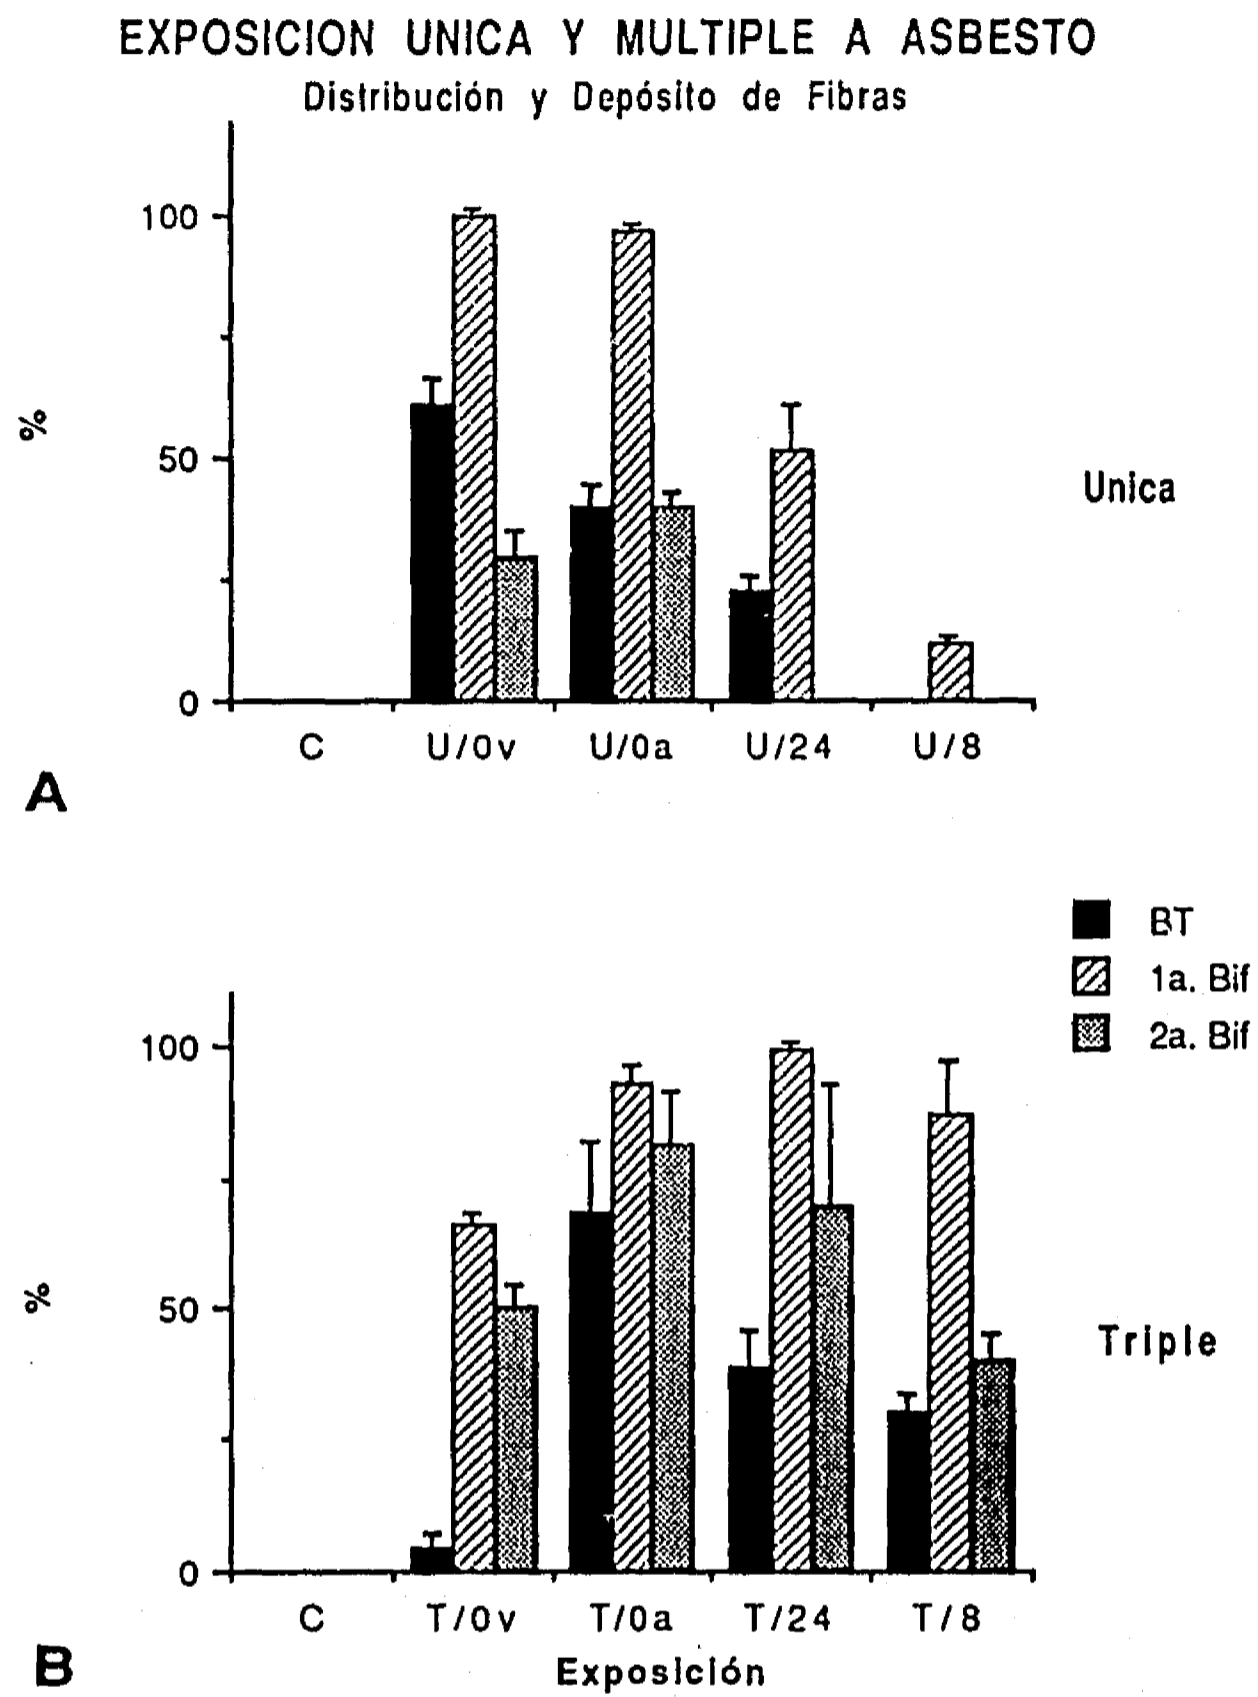 EXPOSICION UNICA Y MULTIPLE A ASBESTO
Distribución y Depósito de Fibras
100
50
0
%
Unica
C U/0v U/0a U/24 U/8
A
BT
1a. Bif
2a. Bif
100
50
0
%
Triple
C T/0v T/0a T/24 T/8
Exposición
B